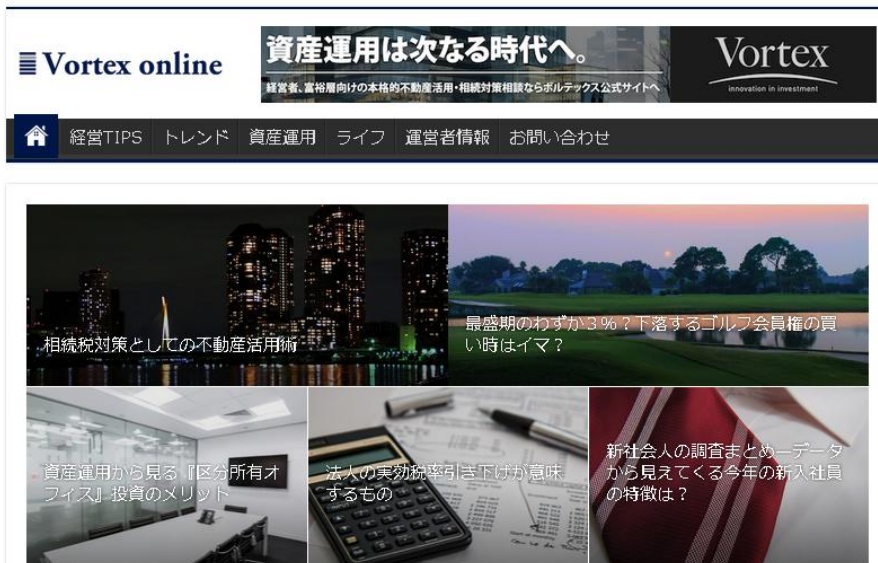 Vortex online
資産運用は次なる時代へ。
経営者、富裕層向けの本格的不動産活用・相続対策相談ならボルテックス公式サイトへ
Vortex
innovation in investment
経営TIPS トレンド 資産運用 ライフ 運営者情報 お問い合わせ
相続税対策としての不動産活用術
最盛期のわずか3%？下落するゴルフ会員権の買
い時はイマ？
資産運用から見る『区分所有オ
フィス』投資のメリット
法人の実効税率引き下げが意味
するもの
新社会人の調査まとめーデータ
から見えてくる今年の新入社員
の特徴は？